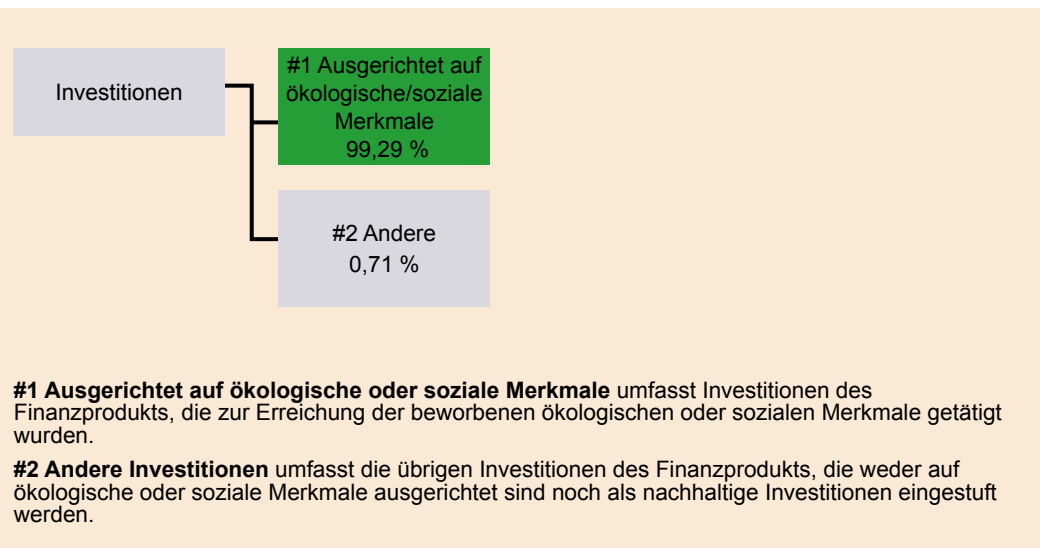 Investitionen
#1 Ausgerichtet auf
ökologische/soziale
Merkmale
99,29 %
#2 Andere
0,71 %
#1 Ausgerichtet auf ökologische oder soziale Merkmale umfasst Investitionen des
Finanzprodukts, die zur Erreichung der beworbenen ökologischen oder sozialen Merkmale getätigt
wurden.
#2 Andere Investitionen umfasst die übrigen Investitionen des Finanzprodukts, die weder auf
ökologische oder soziale Merkmale ausgerichtet sind noch als nachhaltige Investitionen eingestuft
werden.